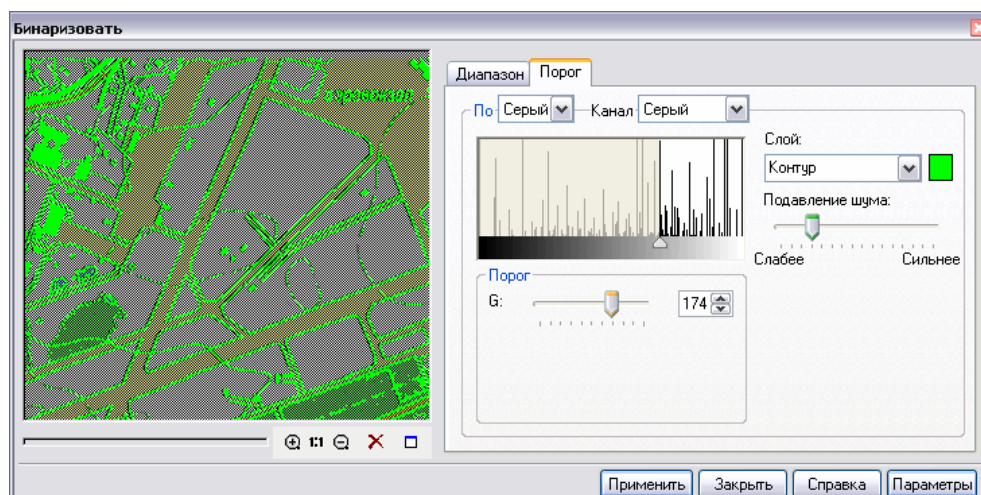 Бинаризовать
Диапазон Порог
По Серый Канал Серый
Слой:
Контур
Подавление шума:
Слабее Сильнее
Порог
G: 174
1:1
Применить Закрыть Справка Параметры